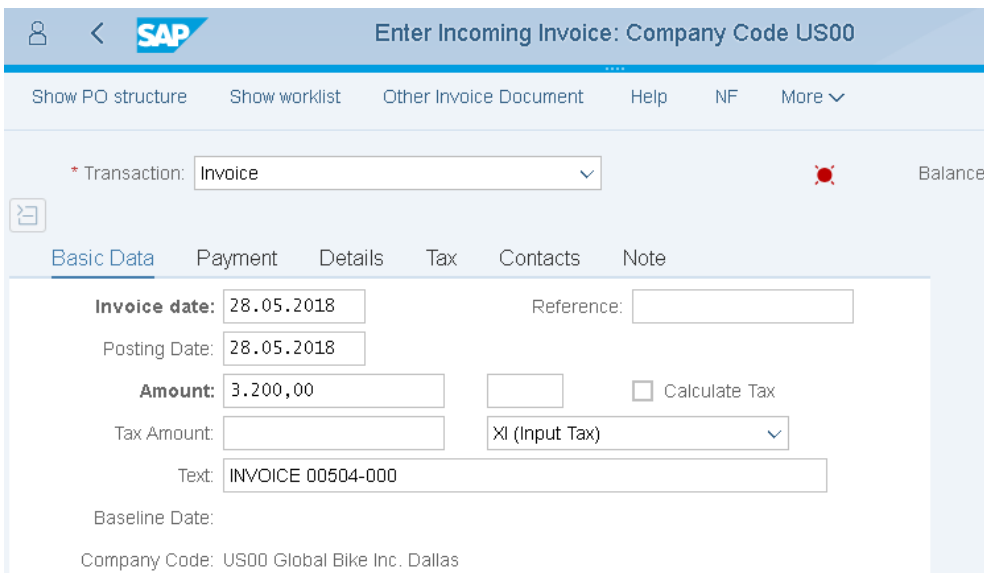 SAP Enter Incoming Invoice: Company Code US00
Show PO structure Show worklist Other Invoice Document Help NF More
* Transaction: Invoice Balance
Basic Data Payment Details Tax Contacts Note
Invoice date: 28.05.2018 Reference:
Posting Date: 28.05.2018
Amount: 3.200,00 Calculate Tax
Tax Amount: XI (Input Tax)
Text: INVOICE 00504-000
Baseline Date:
Company Code: US00 Global Bike Inc. Dallas